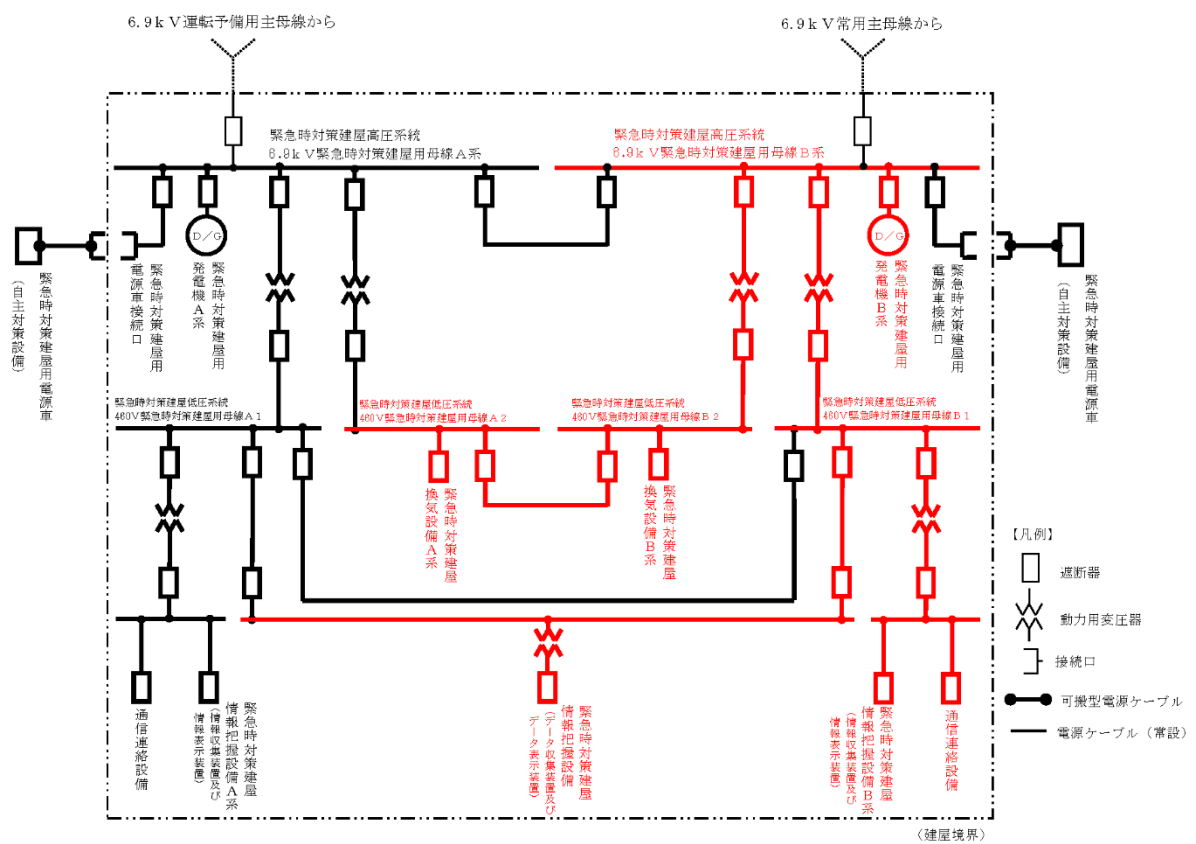 6.9kV運転予備用主母線から
6.9kV常用主母線から
緊急時対策建屋高圧系統
6.9kV緊急時対策建屋用母線A系
緊急時対策建屋高圧系統
6.9kV緊急時対策建屋用母線B系
緊急時対策建屋用電源車
(自主対策設備)
緊急時対策建屋用
電源車接続口
D/G
緊急時対策建屋用
発電機A系
D/G
緊急時対策建屋用
発電機B系
緊急時対策建屋用
電源車接続口
緊急時対策建屋用電源車
(自主対策設備)
緊急時対策建屋低圧系統
460V緊急時対策建屋用母線A1
緊急時対策建屋低圧系統
460V緊急時対策建屋用母線A2
緊急時対策建屋低圧系統
460V緊急時対策建屋用母線B2
緊急時対策建屋低圧系統
460V緊急時対策建屋用母線B1
緊急時対策建屋
換気設備A系
緊急時対策建屋
換気設備B系
通信連絡設備
緊急時対策建屋
情報把握設備A系
(情報収集装置及び
情報表示装置)
緊急時対策建屋
情報把握設備
(データ収集装置及び
データ表示装置)
緊急時対策建屋
情報把握設備B系
(情報収集装置及び
情報表示装置)
通信連絡設備
【凡例】
遮断器
動力用変圧器
接続口
可搬型電源ケーブル
電源ケーブル(常設)
(建屋境界)